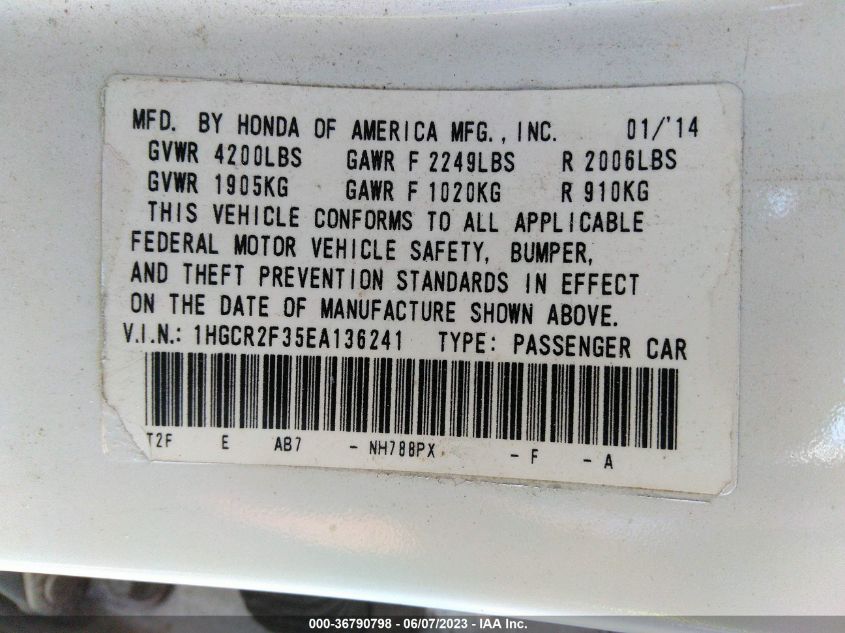 MFD. BY HONDA OF AMERICA MFG., INC. 01/'14
GVWR 4200LBS GAWR F 2249LBS R 2006LBS
GVWR 1905KG GAWR F 1020KG R 910KG
THIS VEHICLE CONFORMS TO ALL APPLICABLE
FEDERAL MOTOR VEHICLE SAFETY, BUMPER,
AND THEFT PREVENTION STANDARDS IN EFFECT
ON THE DATE OF MANUFACTURE SHOWN ABOVE.
V.I.N.: 1HGCR2F35EA136241 TYPE: PASSENGER CAR
T2F E AB7 - NH788PX - F - A
000-36790798 - 06/07/2023 - IAA Inc.